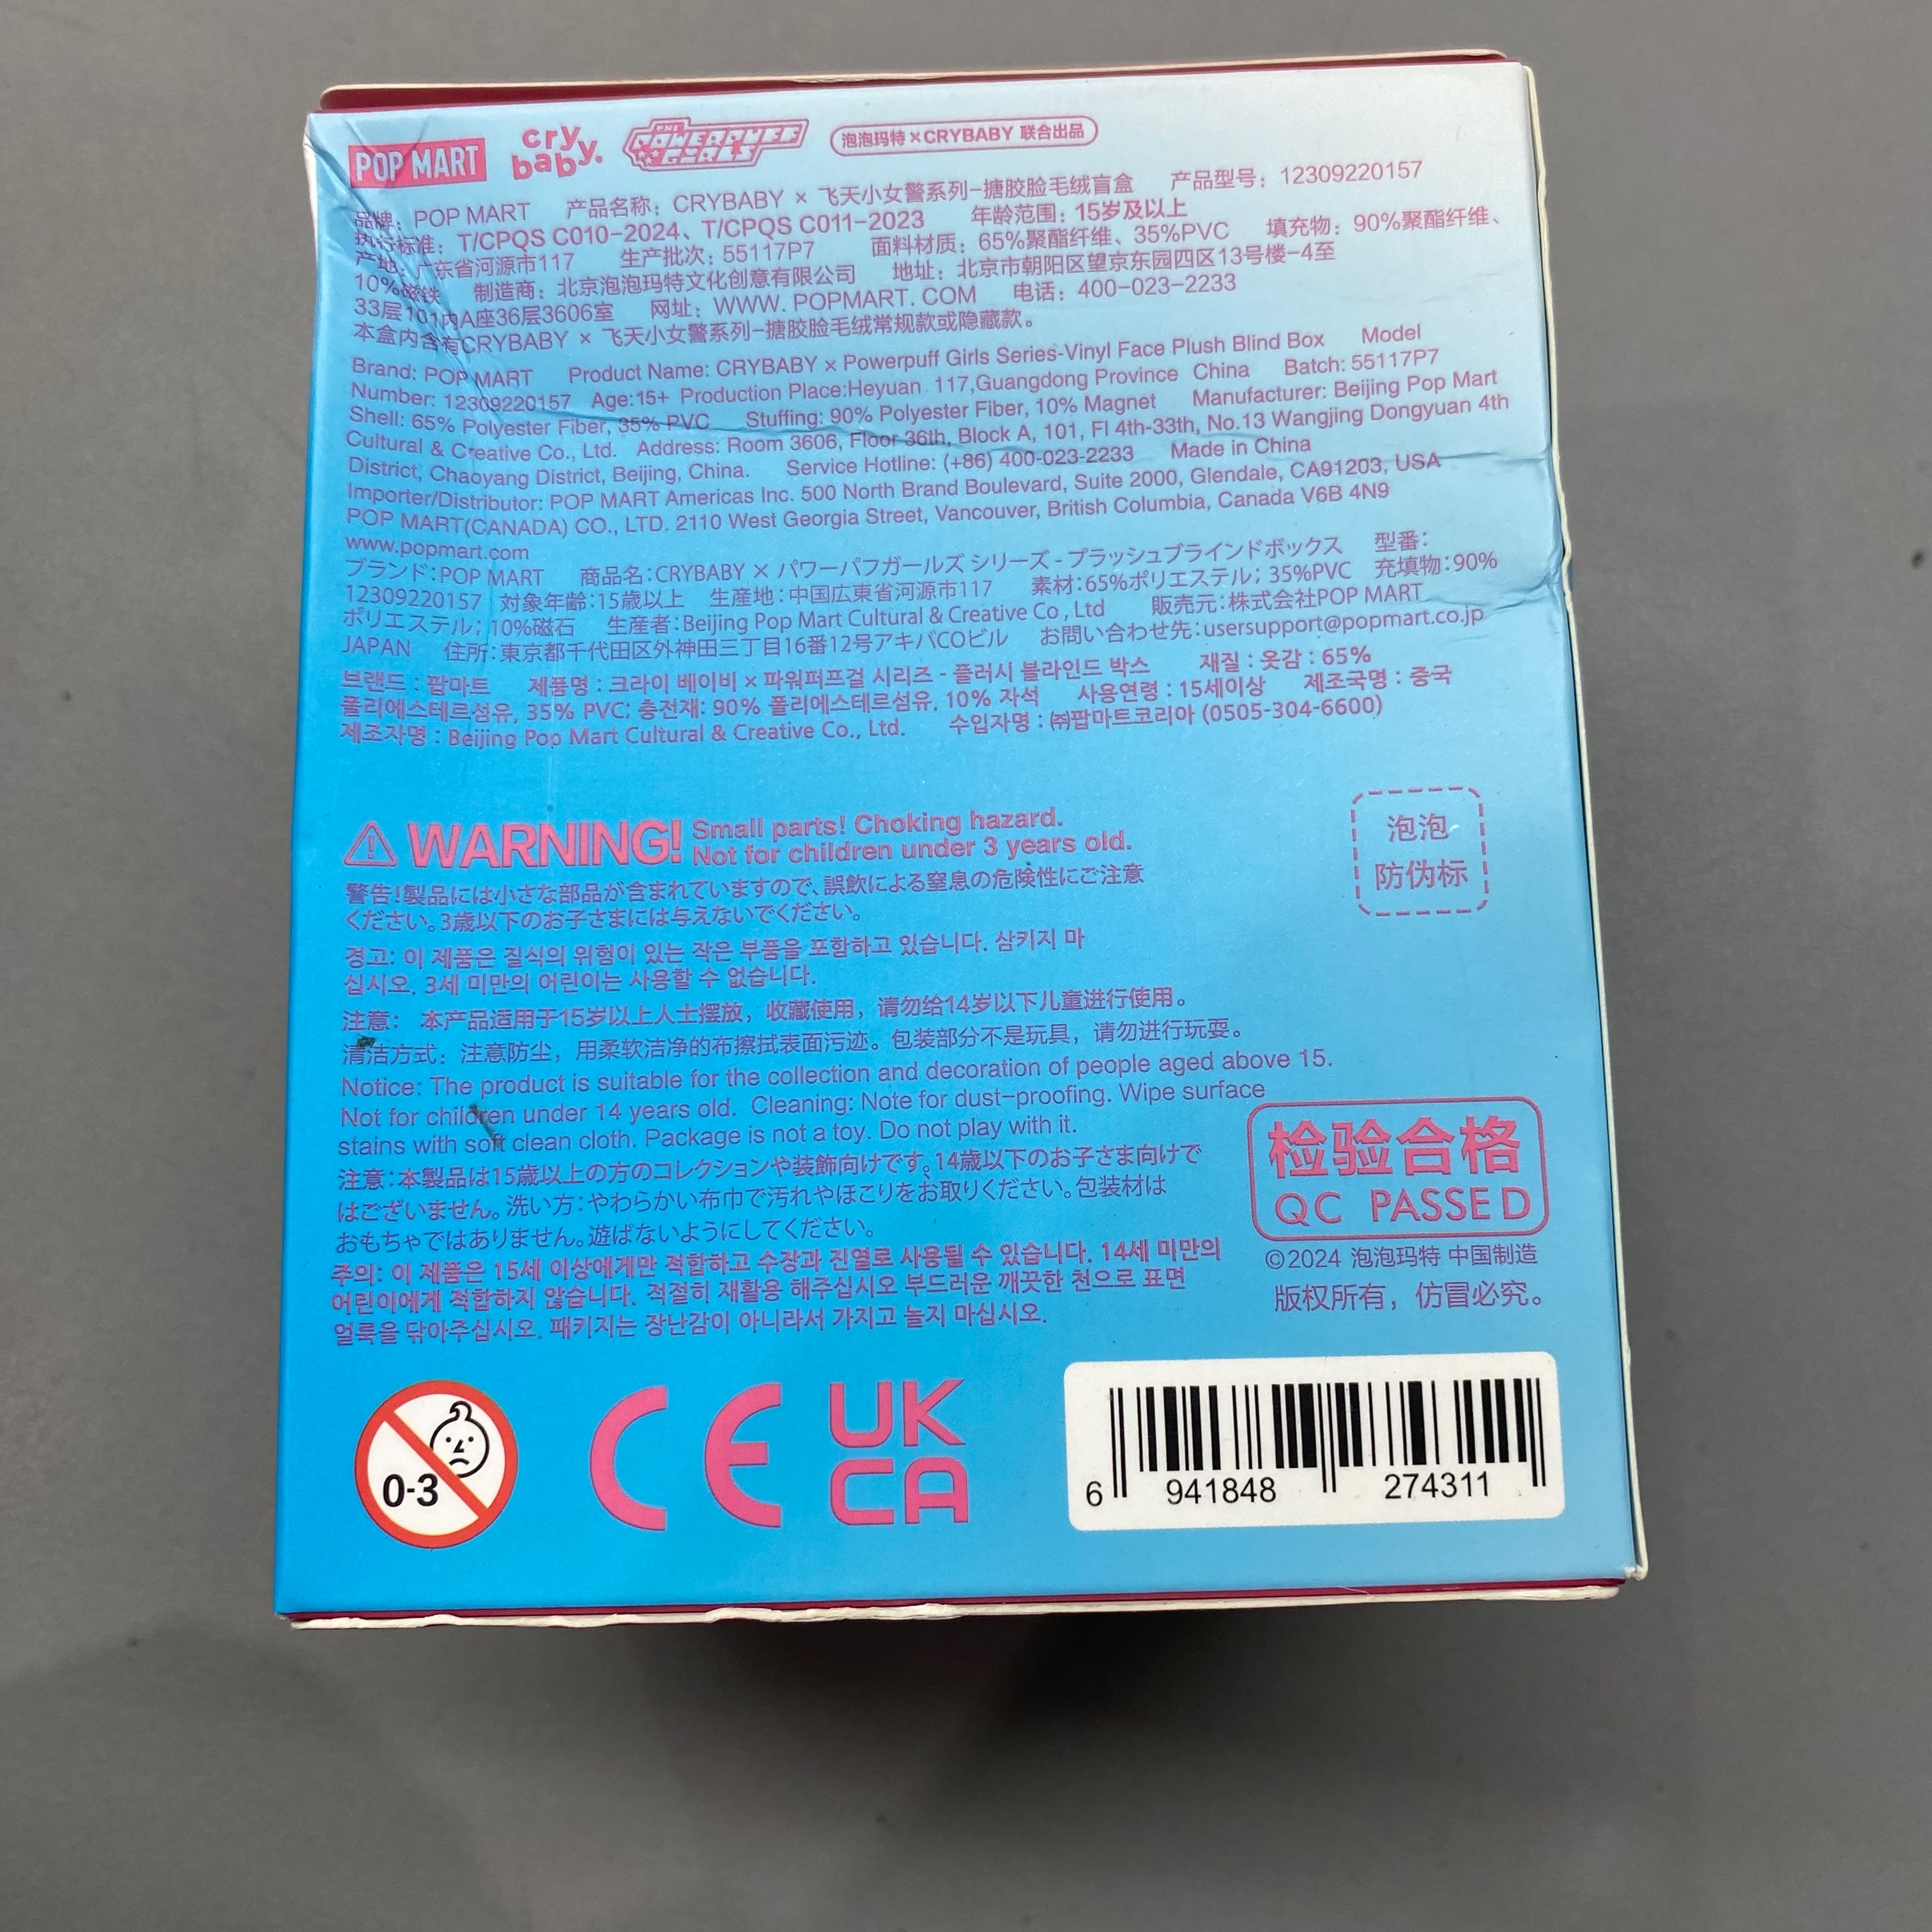 POP MART cry baby. THE POWERPUFF GIRLS 泡泡玛特×CRYBABY 联合出品
品牌：POP MART 产品名称：CRYBABY × 飞天小女警系列-搪胶脸毛绒盲盒 产品型号：12309220157
执行标准：T/CPQS C010-2024、T/CPQS C011-2023 年龄范围：15岁及以上
产地：广东省河源市117 生产批次：55117P7 面料材质：65%聚酯纤维、35%PVC 填充物：90%聚酯纤维、
10%磁铁 制造商：北京泡泡玛特文化创意有限公司 地址：北京市朝阳区望京东园四区13号楼-4至
33层101内A座36层3606室 网址：WWW.POPMART.COM 电话：400-023-2233
本盒内含有CRYBABY × 飞天小女警系列-搪胶脸毛绒常规款或隐藏款。
Brand: POP MART Product Name: CRYBABY × Powerpuff Girls Series-Vinyl Face Plush Blind Box Model
Number: 12309220157 Age:15+ Production Place:Heyuan 117,Guangdong Province China Batch: 55117P7
Shell: 65% Polyester Fiber, 35% PVC Stuffing: 90% Polyester Fiber, 10% Magnet Manufacturer: Beijing Pop Mart
Cultural & Creative Co., Ltd. Address: Room 3606, Floor 36th, Block A, 101, Fl 4th-33th, No.13 Wangjing Dongyuan 4th
District, Chaoyang District, Beijing, China. Service Hotline: (+86) 400-023-2233 Made in China
Importer/Distributor: POP MART Americas Inc. 500 North Brand Boulevard, Suite 2000, Glendale, CA91203, USA
POP MART(CANADA) CO., LTD. 2110 West Georgia Street, Vancouver, British Columbia, Canada V6B 4N9
www.popmart.com
ブランド：POP MART 商品名：CRYBABY × パワーパフガールズ シリーズ - プラッシュブラインドボックス 型番：
12309220157 対象年齢：15歳以上 生産地：中国広東省河源市117 素材：65%ポリエステル；35%PVC 充填物：90%
ポリエステル；10%磁石 生産者：Beijing Pop Mart Cultural & Creative Co., Ltd 販売元：株式会社POP MART
JAPAN 住所：東京都千代田区外神田三丁目16番12号アキバCOビル お問い合わせ先：usersupport@popmart.co.jp
브랜드 : 팝마트 제품명 : 크라이 베이비 × 파워퍼프걸 시리즈 - 플러시 블라인드 박스 재질 : 옷감 : 65%
폴리에스테르섬유, 35% PVC; 충전재: 90% 폴리에스테르섬유, 10% 자석 사용연령 : 15세이상 제조국명 : 중국
제조자명 : Beijing Pop Mart Cultural & Creative Co., Ltd. 수입자명 : ㈜팝마트코리아 (0505-304-6600)
WARNING! Small parts! Choking hazard.
Not for children under 3 years old.
警告！製品には小さな部品が含まれていますので、誤飲による窒息の危険性にご注意
ください。3歳以下のお子さまには与えないでください。
경고: 이 제품은 질식의 위험이 있는 작은 부품을 포함하고 있습니다. 삼키지 마
십시오. 3세 미만의 어린이는 사용할 수 없습니다.
泡泡
防伪标
注意： 本产品适用于15岁以上人士摆放，收藏使用，请勿给14岁以下儿童进行使用。
清洁方式：注意防尘，用柔软洁净的布擦拭表面污迹。包装部分不是玩具，请勿进行玩耍。
Notice: The product is suitable for the collection and decoration of people aged above 15.
Not for children under 14 years old. Cleaning: Note for dust-proofing. Wipe surface
stains with soft clean cloth. Package is not a toy. Do not play with it.
注意：本製品は15歳以上の方のコレクションや装飾向けです。14歳以下のお子さま向けで
はございません。洗い方：やわらかい布巾で汚れやほこりをお取りください。包装材は
おもちゃではありません。遊ばないようにしてください。
주의: 이 제품은 15세 이상에게만 적합하고 수장과 진열로 사용될 수 있습니다. 14세 미만의
어린이에게 적합하지 않습니다. 적절히 재활용 해주십시오 부드러운 깨끗한 천으로 표면
얼룩을 닦아주십시오. 패키지는 장난감이 아니라서 가지고 놀지 마십시오.
检验合格
QC PASSED
©2024 泡泡玛特 中国制造
版权所有，仿冒必究。
0-3
CE
UK
CA
6 941848 274311